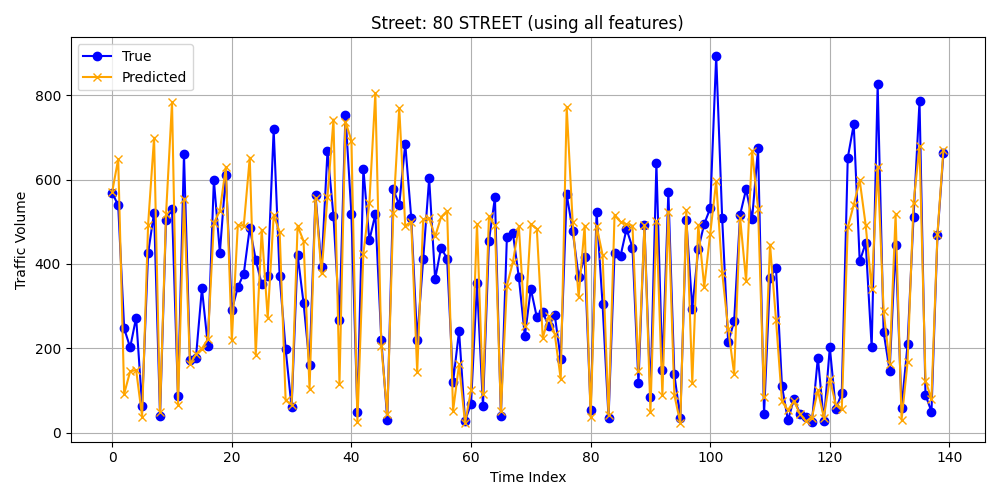 Street: 80 STREET (using all features)
True
Predicted
Traffic Volume
800
600
400
200
0
0 20 40 60 80 100 120 140
Time Index